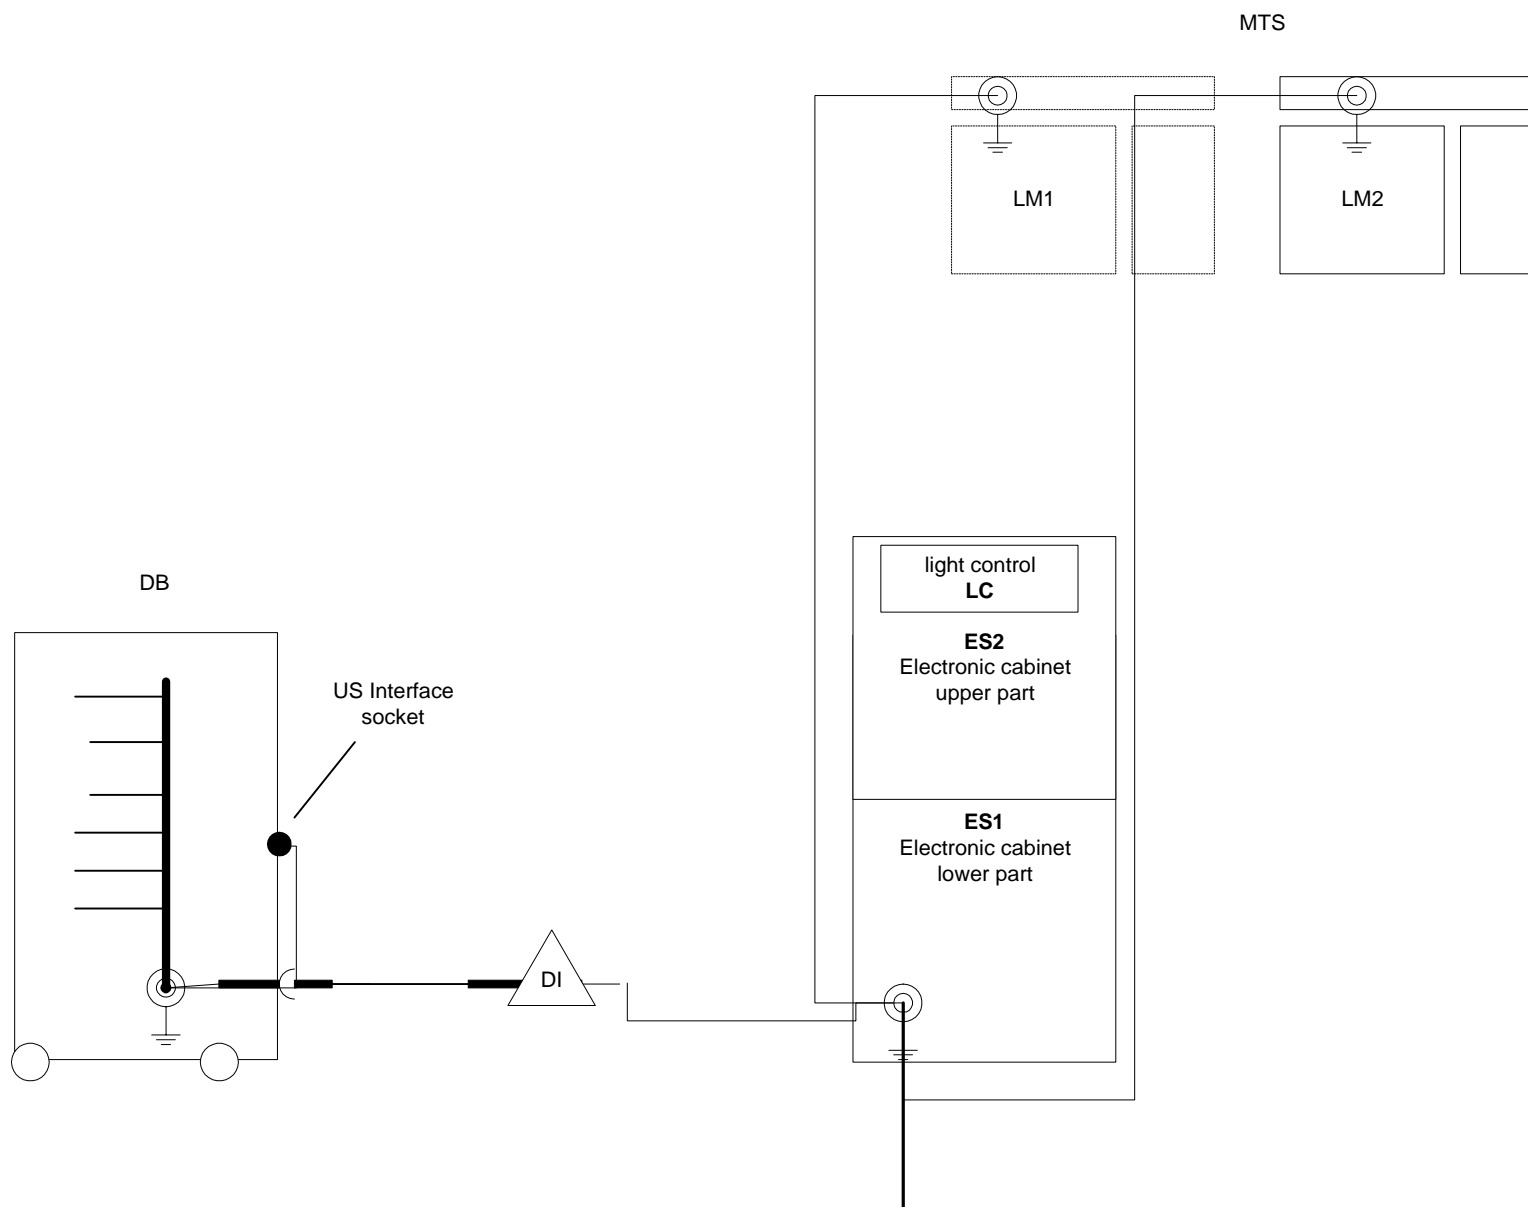 MTS
LM1
LM2
light control
LC
DB
ES2
Electronic cabinet
upper part
US Interface
socket
ES1
Electronic cabinet
lower part
DI